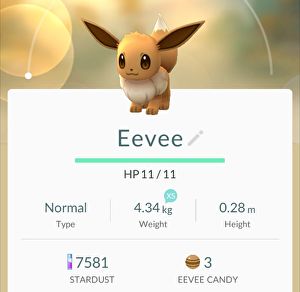 Eevee
HP 11 / 11
XS
Normal 4.34 kg 0.28 m
Type Weight Height
7581 3
STARDUST EEVEE CANDY